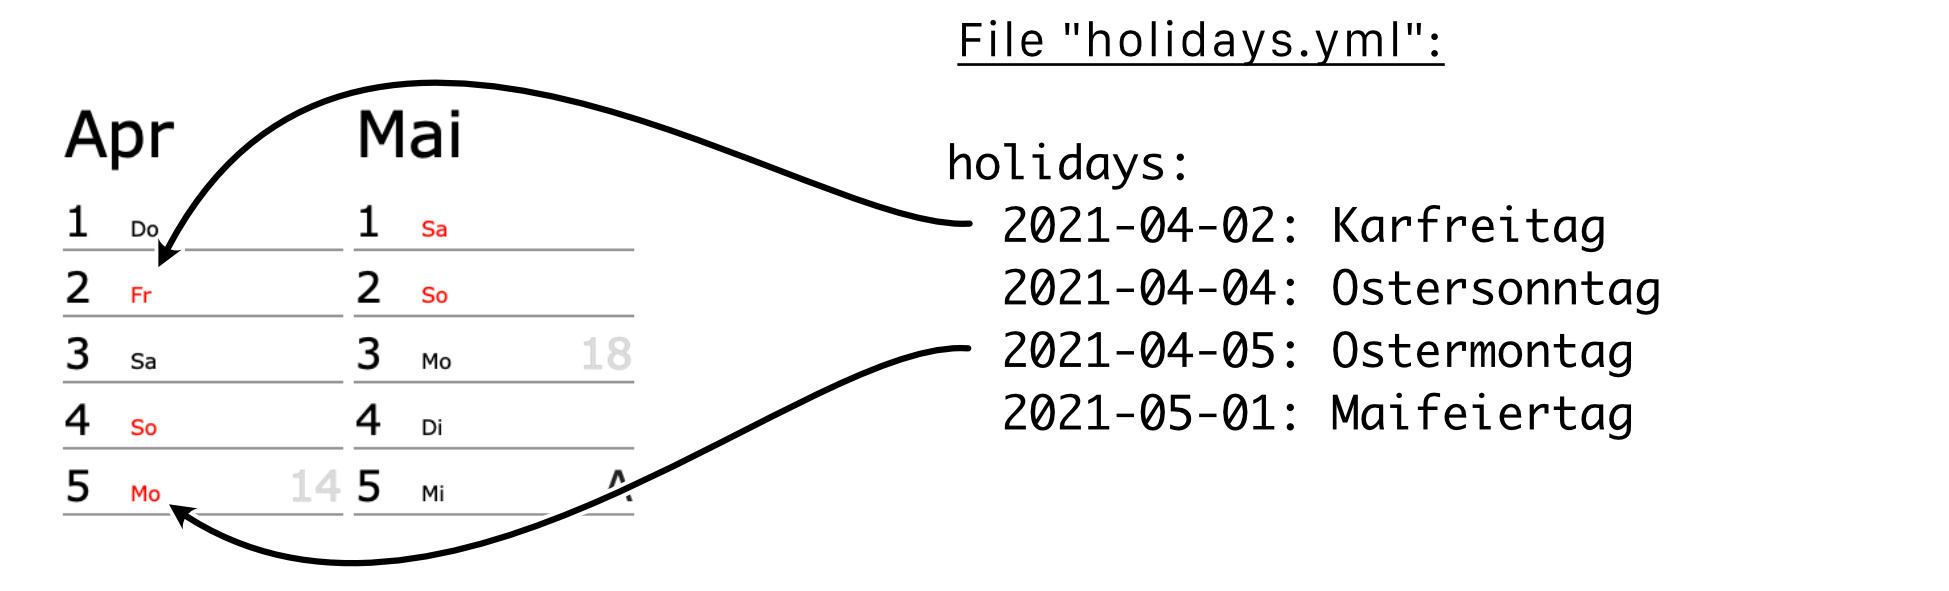 File "holidays.yml":
Apr
1 Do
2 Fr
3 Sa
4 So
5 Mo 14
Mai
1 Sa
2 So
3 Mo 18
4 Di
5 Mi A
holidays:
2021-04-02: Karfreitag
2021-04-04: Ostersonntag
2021-04-05: Ostermontag
2021-05-01: Maifeiertag